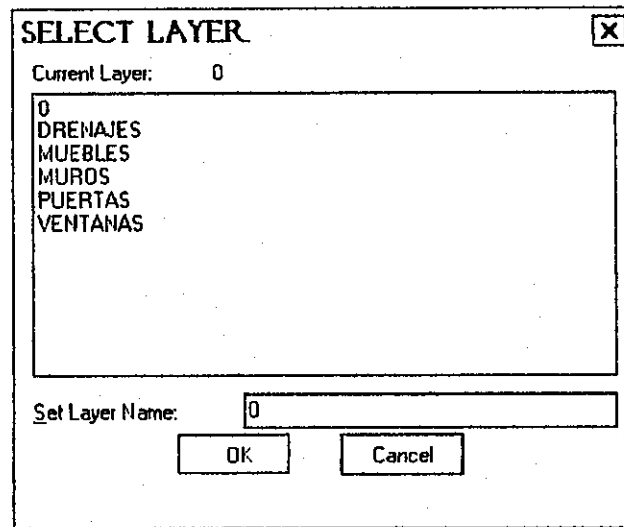 SELECT LAYER
Current Layer: 0
0
DRENAJES
MUEBLES
MUROS
PUERTAS
VENTANAS
Set Layer Name: 0
OK Cancel